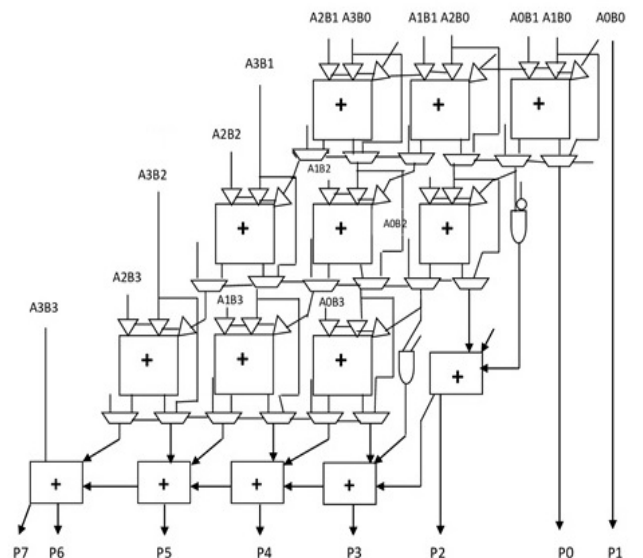 A2B1 A3B0 A1B1 A2B0 A0B1 A1B0 A0B0
A3B1
+ + +
A2B2
A1B2
A3B2
A0B2
+ + +
A2B3
A1B3 A0B3
A3B3
+ + + +
+ + + +
P7 P6 P5 P4 P3 P2 P0 P1